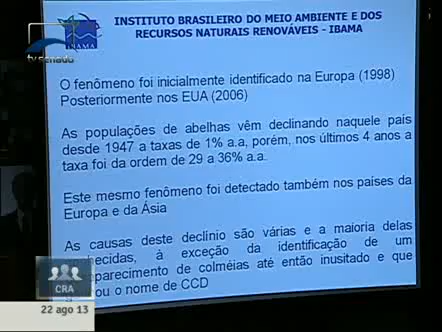 INSTITUTO BRASILEIRO DO MEIO AMBIENTE E DOS
RECURSOS NATURAIS RENOVÁVEIS - IBAMA
IBAMA
tv senado
O fenômeno foi inicialmente identificado na Europa (1998)
Posteriormente nos EUA (2006)
As populações de abelhas vêm declinando naquele país
desde 1947 a taxas de 1% a.a, porém, nos últimos 4 anos a
taxa foi da ordem de 29 a 36% a.a.
Este mesmo fenômeno foi detectado também nos países da
Europa e da Ásia
As causas deste declínio são várias e a maioria delas
à exceção da identificação de um
de colméias até então inusitado e que
o nome de CCD
CRA
22 ago 13